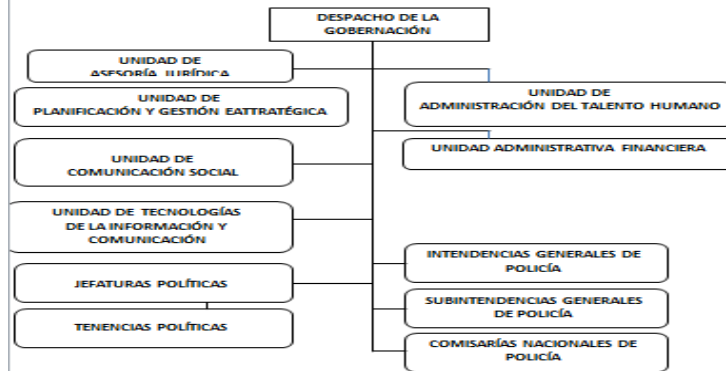 DESPACHO DE LA
GOBERNACIÓN
UNIDAD DE
ASESORÍA JURÍDICA
UNIDAD DE
PLANIFICACIÓN Y GESTIÓN EATTRATÉGICA
UNIDAD DE
COMUNICACIÓN SOCIAL
UNIDAD DE TECNOLOGÍAS
DE LA INFORMACIÓN Y
COMUNICACIÓN
JEFATURAS POLÍTICAS
TENENCIAS POLÍTICAS
UNIDAD DE
ADMINISTRACIÓN DEL TALENTO HUMANO
UNIDAD ADMINISTRATIVA FINANCIERA
INTENDENCIAS GENERALES DE
POLICÍA
SUBINTENDENCIAS GENERALES
DE POLICÍA
COMISARÍAS NACIONALES DE
POLICÍA